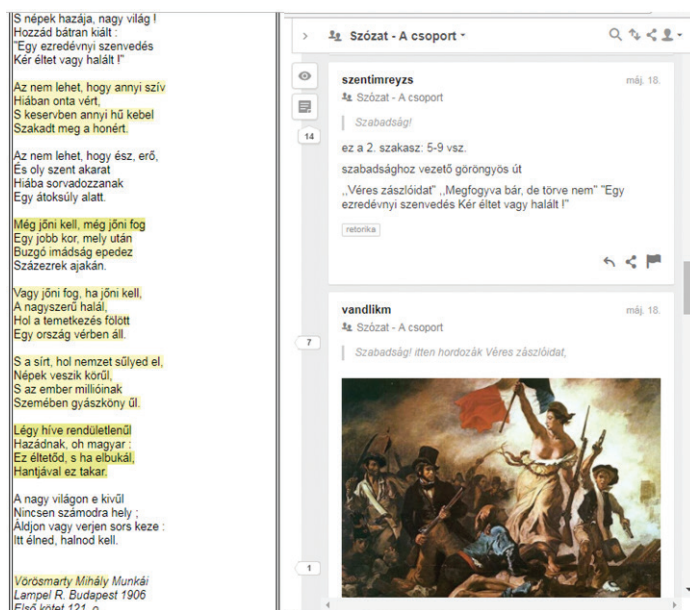 S népek hazája, nagy világ !
Hozzád bátran kiált :
"Egy ezredévnyi szenvedés
Kér éltet vagy halált !"
Az nem lehet, hogy annyi szív
Hiában onta vért,
S keservben annyi hű kebel
Szakadt meg a honért.
Az nem lehet, hogy ész, erő,
És oly szent akarat
Hiába sorvadozzanak
Egy átoksúly alatt.
Még jőni kell, még jőni fog
Egy jobb kor, mely után
Buzgó imádság epedez
Százezrek ajakán.
Vagy jőni fog, ha jőni kell,
A nagyszerű halál,
Hol a temetkezés fölött
Egy ország vérben áll.
S a sírt, hol nemzet sűlyed el,
Népek veszik körűl,
S az ember millióinak
Szemében gyászköny űl.
Légy híve rendületlenűl
Hazádnak, oh magyar :
Ez éltetőd, s ha elbukál,
Hantjával ez takar.
A nagy világon e kivűl
Nincsen számodra hely ;
Áldjon vagy verjen sors keze :
Itt élned, halnod kell.
Vörösmarty Mihály Munkái
Lampel R. Budapest 1906
Első kötet 121. o.
Szózat - A csoport
14
7
1
szentimreyzs
máj. 18.
Szózat - A csoport
Szabadság!
ez a 2. szakasz: 5-9 vsz.
szabadsághoz vezető göröngyös út
,,Véres zászlóidat" ,,Megfogyva bár, de törve nem" "Egy
ezredévnyi szenvedés Kér éltet vagy halált !"
retorika
vandlikm
máj. 18.
Szózat - A csoport
Szabadság! itten hordozák Véres zászlóidat,